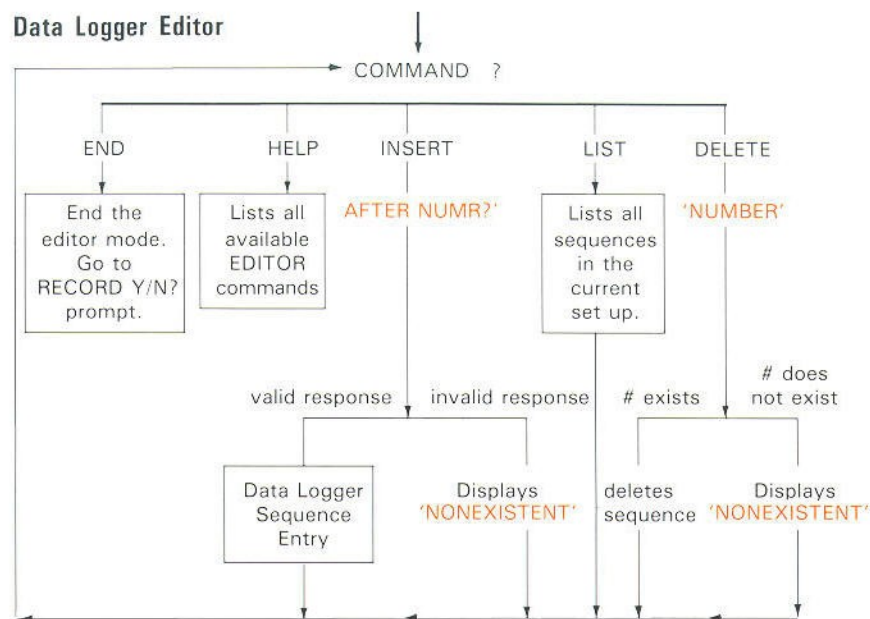 Data Logger Editor
COMMAND ?
END
HELP
INSERT
LIST
DELETE
End the
editor mode.
Go to
RECORD Y/N?
prompt.
Lists all
available
EDITOR
commands
AFTER NUMR?'
Lists all
sequences
in the
current
set up.
'NUMBER'
valid response
invalid response
# exists
# does
not exist
Data Logger
Sequence
Entry
Displays
'NONEXISTENT'
deletes
sequence
Displays
'NONEXISTENT'